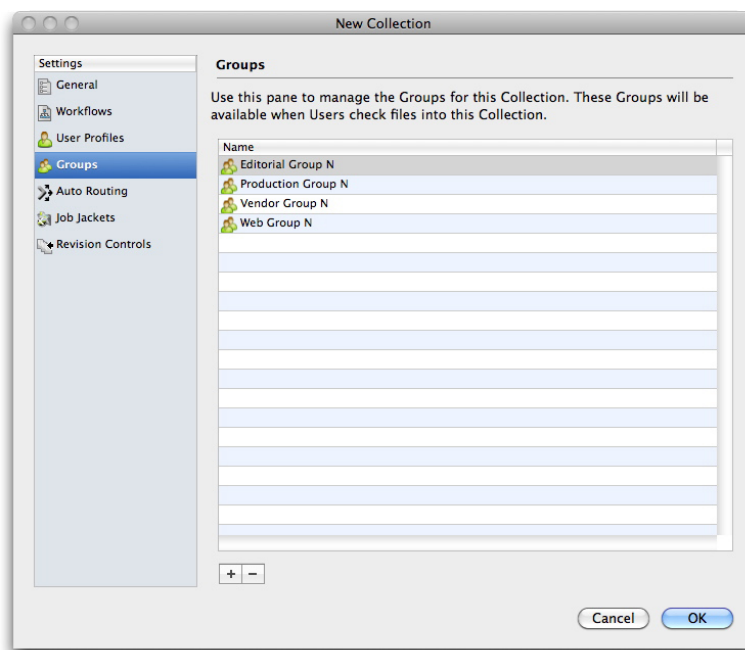 New Collection
Settings
General
Workflows
User Profiles
Groups
Auto Routing
Job Jackets
Revision Controls
Groups
Use this pane to manage the Groups for this Collection. These Groups will be
available when Users check files into this Collection.
Name
Editorial Group N
Production Group N
Vendor Group N
Web Group N
+ −
Cancel
OK